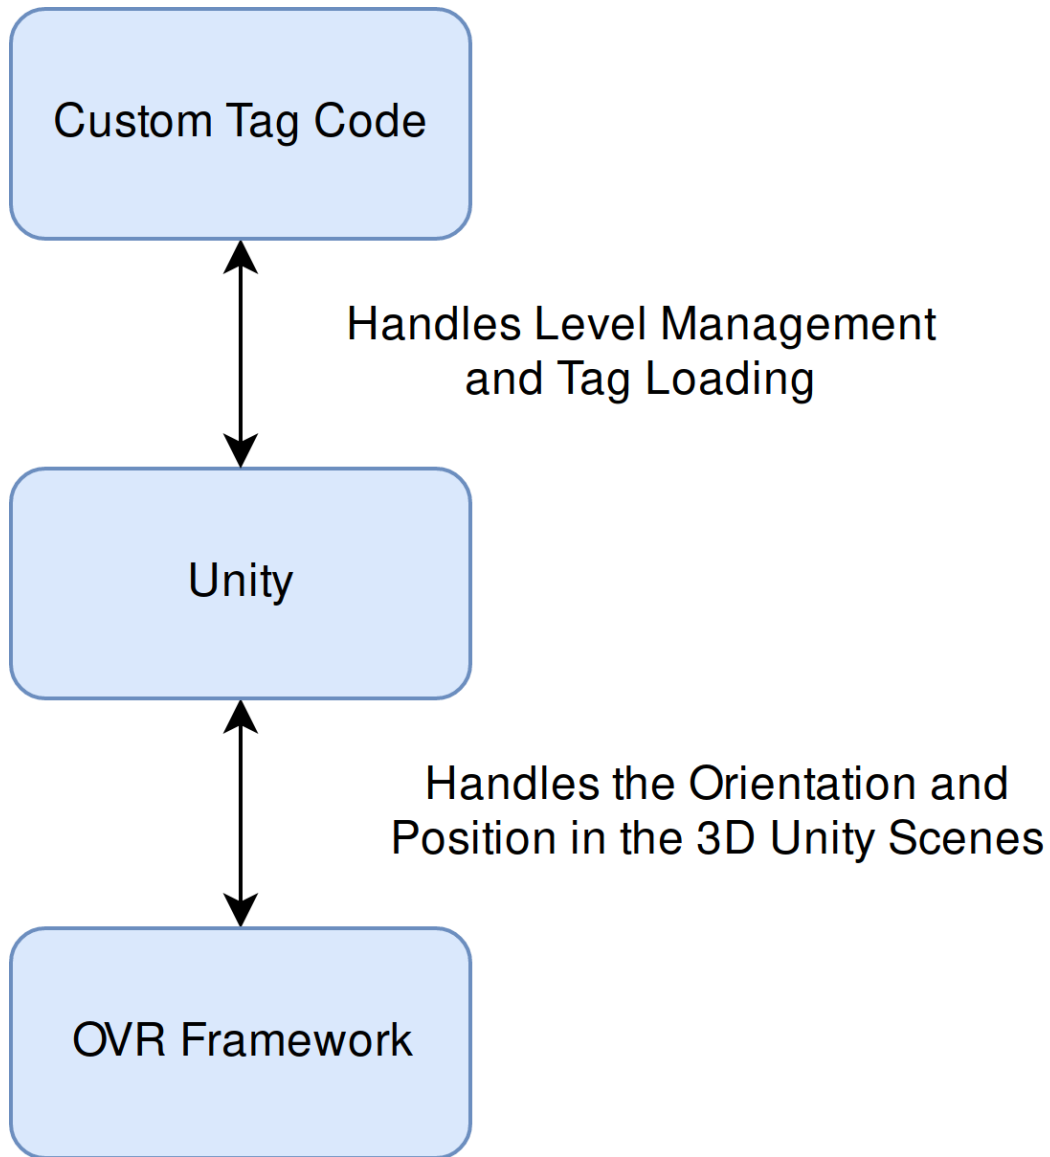 Custom Tag Code
Handles Level Management
and Tag Loading
Unity
Handles the Orientation and
Position in the 3D Unity Scenes
OVR Framework